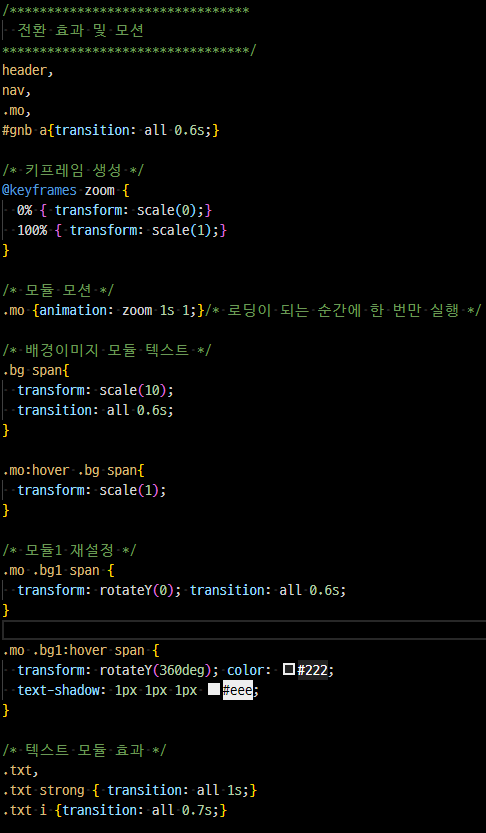 /********************************
  전환 효과 및 모션
*********************************/
header,
nav,
.mo,
#gnb a{transition: all 0.6s;}

/* 키프레임 생성 */
@keyframes zoom {
  0% { transform: scale(0);}
  100% { transform: scale(1);}
}

/* 모듈 모션 */
.mo {animation: zoom 1s 1;}/* 로딩이 되는 순간에 한 번만 실행 */

/* 배경이미지 모듈 텍스트 */
.bg span{
  transform: scale(10);
  transition: all 0.6s;
}

.mo:hover .bg span{
  transform: scale(1);
}

/* 모듈1 재설정 */
.mo .bg1 span {
  transform: rotateY(0); transition: all 0.6s;
}

.mo .bg1:hover span {
  transform: rotateY(360deg); color: #222;
  text-shadow: 1px 1px 1px #eee;
}

/* 텍스트 모듈 효과 */
.txt,
.txt strong { transition: all 1s;}
.txt i {transition: all 0.7s;}